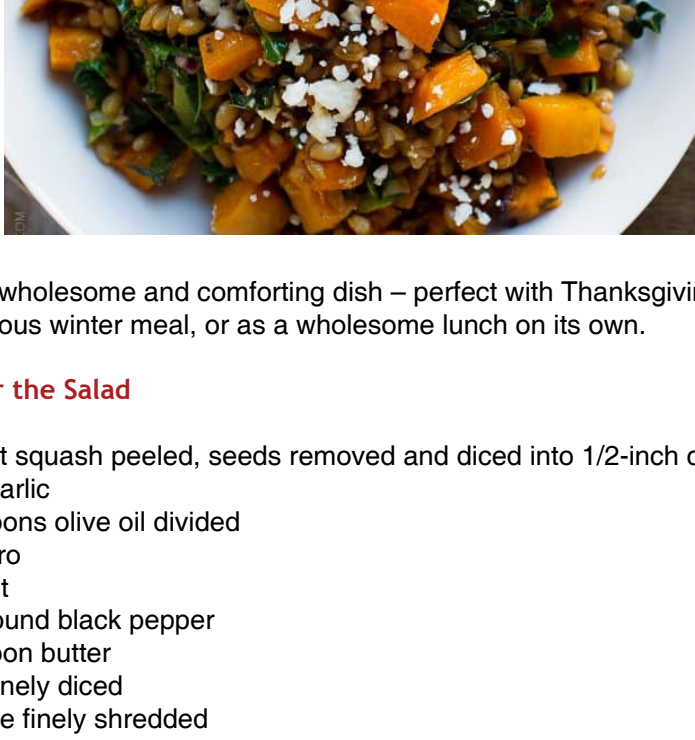 COM
wholesome and comforting dish – perfect with Thanksgivin
ous winter meal, or as a wholesome lunch on its own.
r the Salad
t squash peeled, seeds removed and diced into 1/2-inch c
arlic
oons olive oil divided
ro
t
ound black pepper
oon butter
nely diced
e finely shredded